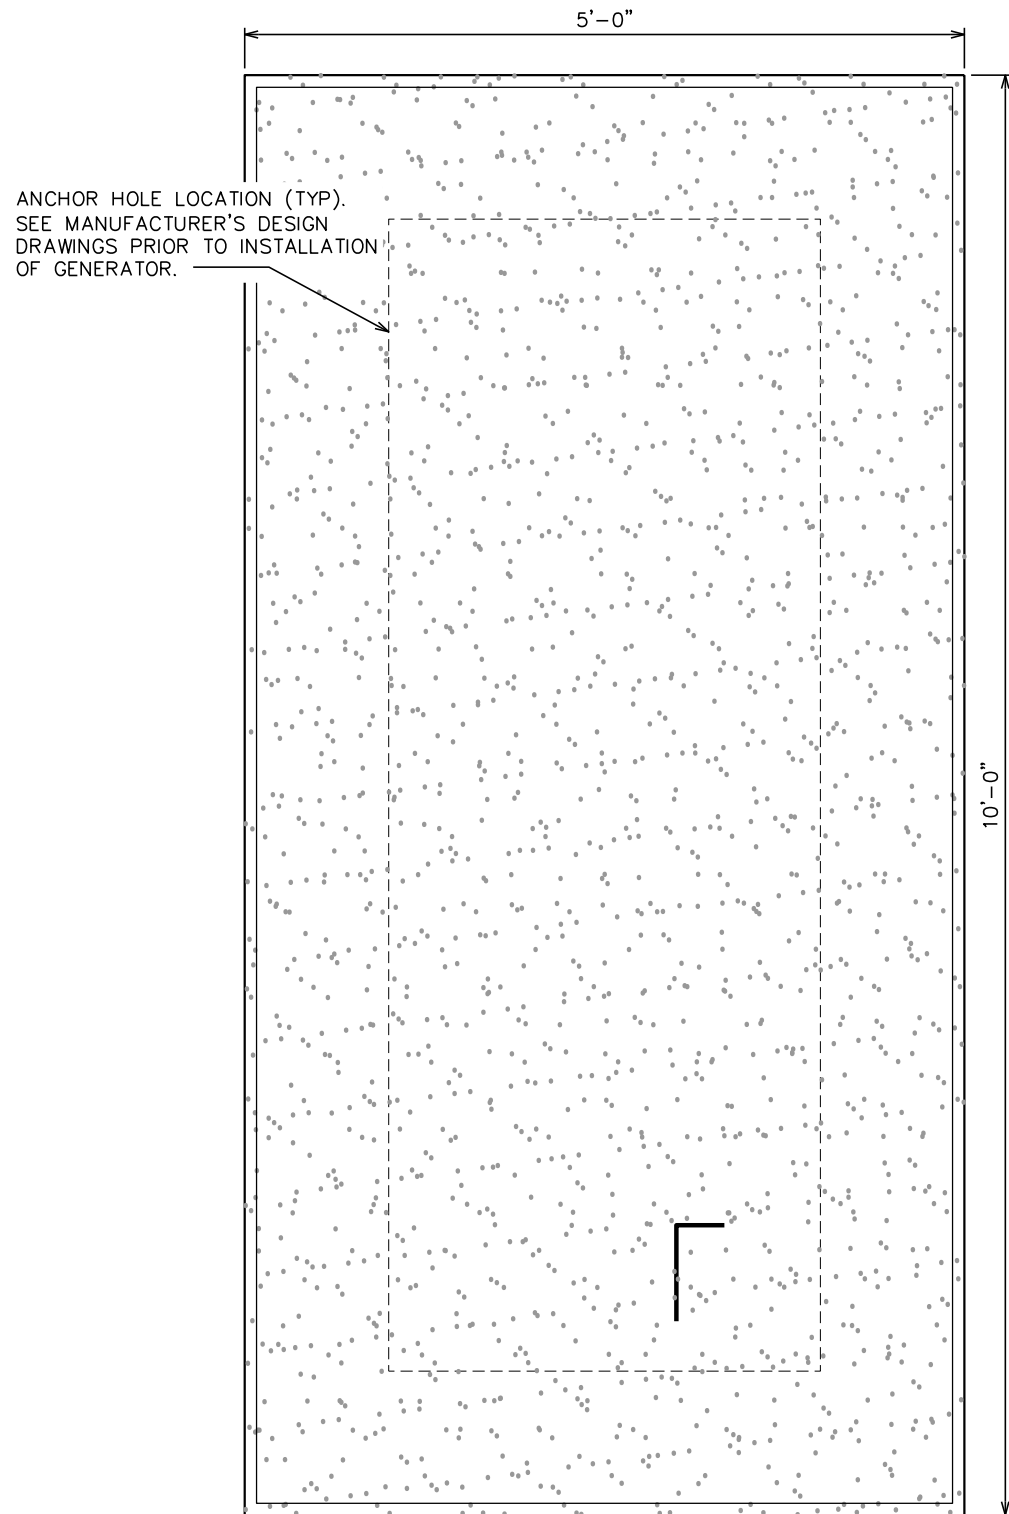 5'-0"
ANCHOR HOLE LOCATION (TYP).
SEE MANUFACTURER'S DESIGN
DRAWINGS PRIOR TO INSTALLATION
OF GENERATOR.
10'-0"